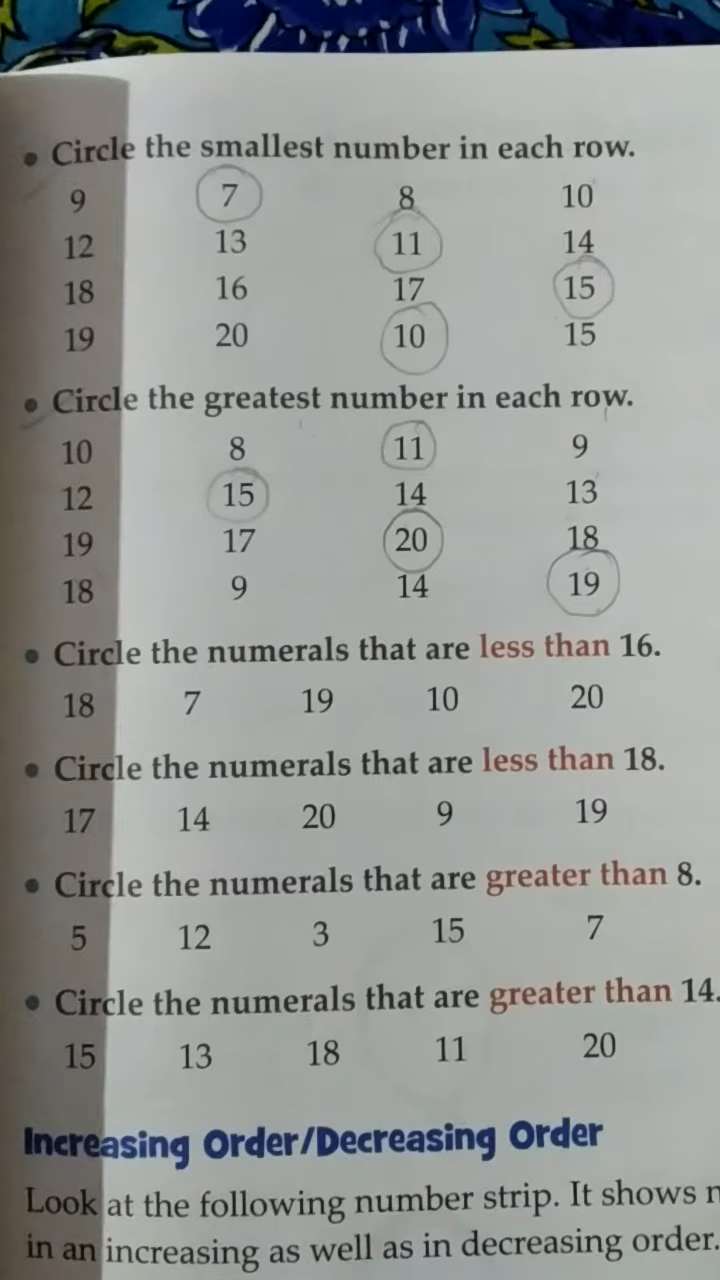 • Circle the smallest number in each row.
9 7 8 10
12 13 11 14
18 16 17 15
19 20 10 15
• Circle the greatest number in each row.
10 8 11 9
12 15 14 13
19 17 20 18
18 9 14 19
• Circle the numerals that are less than 16.
18 7 19 10 20
• Circle the numerals that are less than 18.
17 14 20 9 19
• Circle the numerals that are greater than 8.
5 12 3 15 7
• Circle the numerals that are greater than 14.
15 13 18 11 20
Increasing Order/Decreasing Order
Look at the following number strip. It shows
in an increasing as well as in decreasing order.